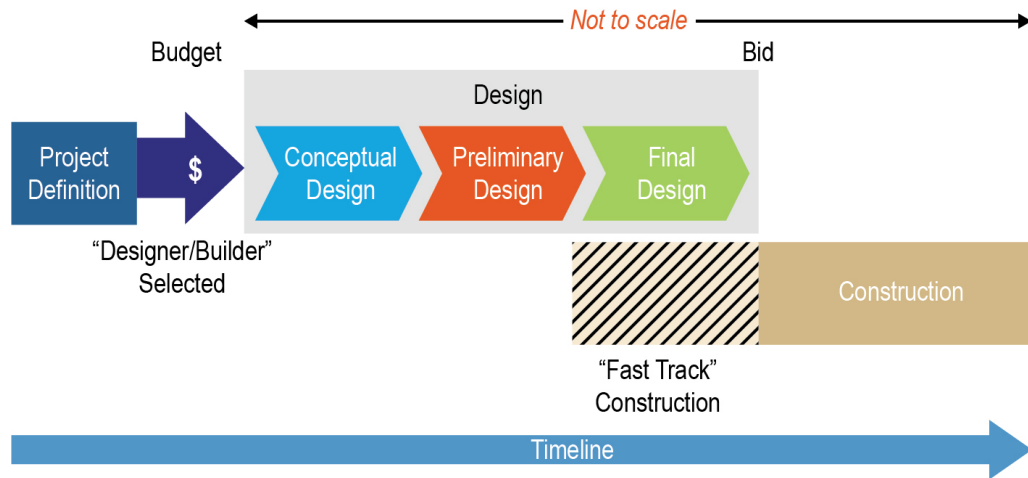 Not to scale
Budget
Bid
Design
Project
Definition
$
Conceptual
Design
Preliminary
Design
Final
Design
“Designer/Builder”
Selected
Construction
“Fast Track”
Construction
Timeline